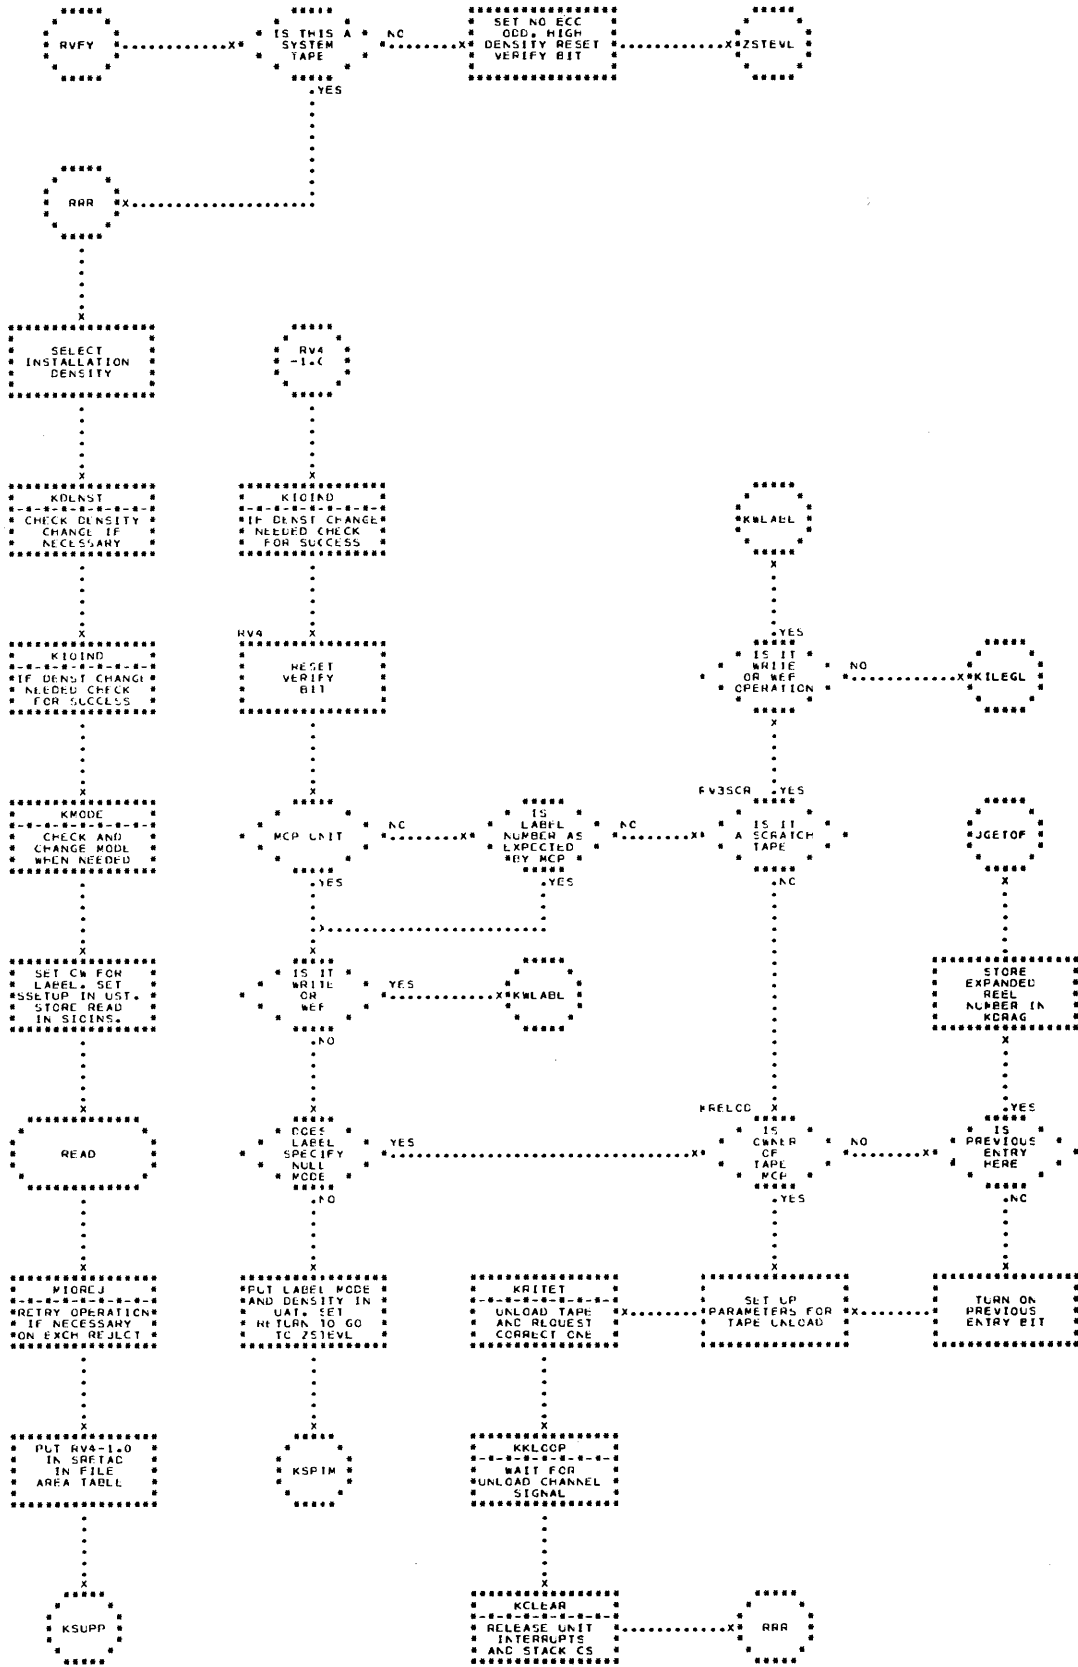 RVFY
IS THIS A
SYSTEM
TAPE
NO
SET NO ECC
ODD, HIGH
DENSITY RESET
VERIFY BIT
ZSTEVL
YES
RRR
SELECT
INSTALLATION
DENSITY
RV4
-1.0
KDENST
CHECK DENSITY
CHANGE IF
NECESSARY
KIOIND
IF DENST CHANGE
NEEDED CHECK
FOR SUCCESS
KWLABL
YES
KIOIND
IF DENST CHANGE
NEEDED CHECK
FOR SUCCESS
RV4
RESET
VERIFY
BIT
IS IT
WRITE
OR WEF
OPERATION
NO
KILEGL
KMODE
CHECK AND
CHANGE MODE
WHEN NEEDED
MCP UNIT
NO
IS
LABEL
NUMBER AS
EXPECTED
BY MCP
NO
RV3SCR
YES
IS IT
A SCRATCH
TAPE
JGETOF
YES
YES
NO
SET CW FOR
LABEL. SET
SSETUP IN UST.
STORE READ
IN SIOINS.
IS IT
WRITE
OR
WEF
YES
KWLABL
STORE
EXPANDED
REEL
NUMBER IN
KDRAG
NO
YES
READ
DOES
LABEL
SPECIFY
NULL
MODE
YES
KRELCD
IS
OWNER
OF
TAPE
MCP
NO
IS
PREVIOUS
ENTRY
HERE
NO
YES
NO
MIOREJ
RETRY OPERATION
IF NECESSARY
ON EXCH REJECT
PUT LABEL MODE
AND DENSITY IN
UAT. SET
RETURN TO GO
TO ZSTEVL
KRITET
UNLOAD TAPE
AND REQUEST
CORRECT ONE
SET UP
PARAMETERS FOR
TAPE UNLOAD
TURN ON
PREVIOUS
ENTRY BIT
PUT RV4-1.0
IN SRETAD
IN FILE
AREA TABLE
KSPTM
KKLOOP
WAIT FOR
UNLOAD CHANNEL
SIGNAL
KSUPP
KCLEAR
RELEASE UNIT
INTERRUPTS
AND STACK CS
RRR